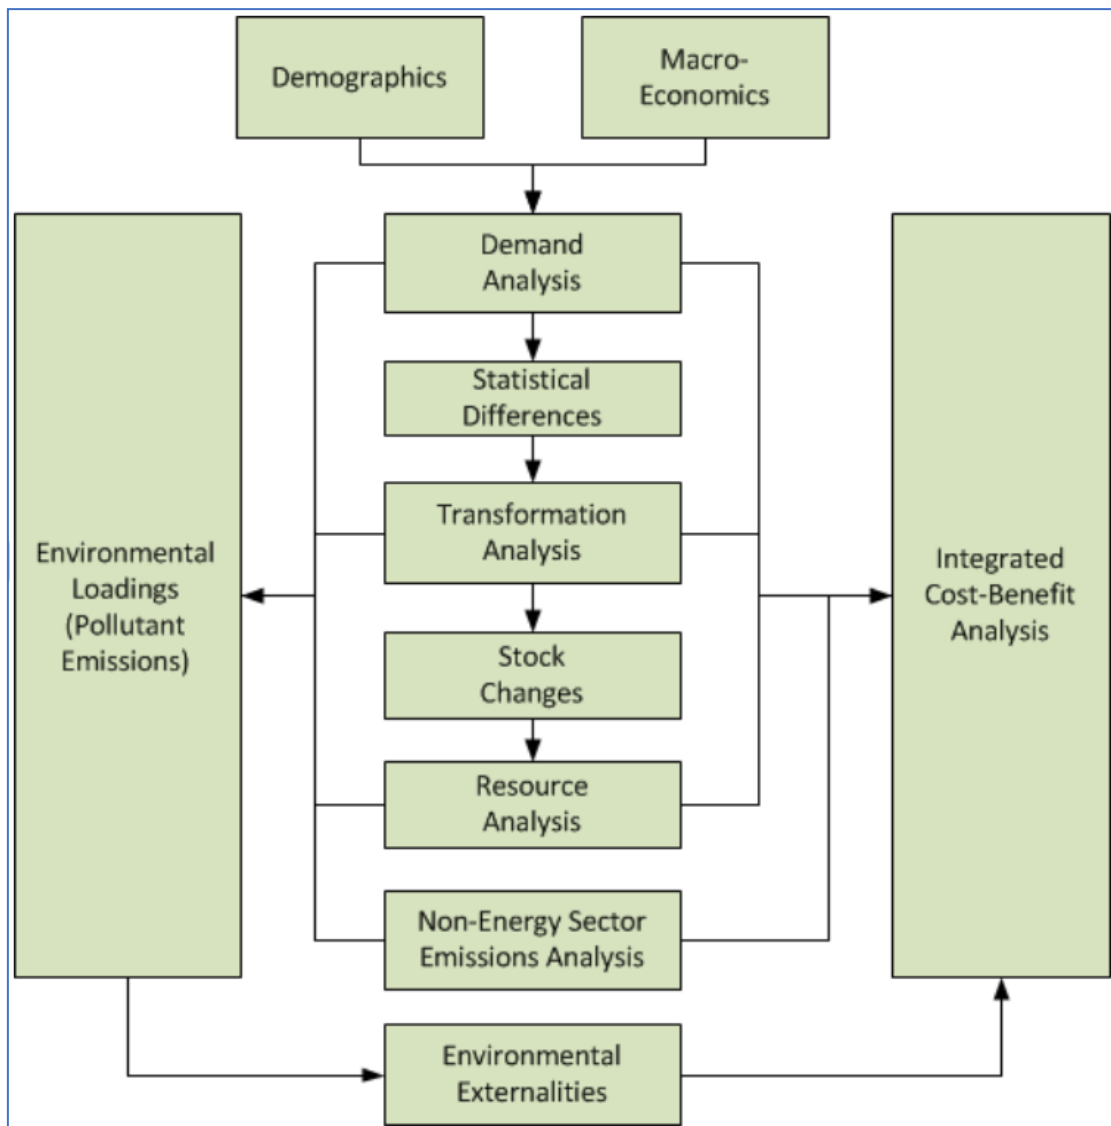 Demographics
Macro-
Economics
Demand
Analysis
Statistical
Differences
Transformation
Analysis
Environmental
Loadings
(Pollutant
Emissions)
Integrated
Cost-Benefit
Analysis
Stock
Changes
Resource
Analysis
Non-Energy Sector
Emissions Analysis
Environmental
Externalities